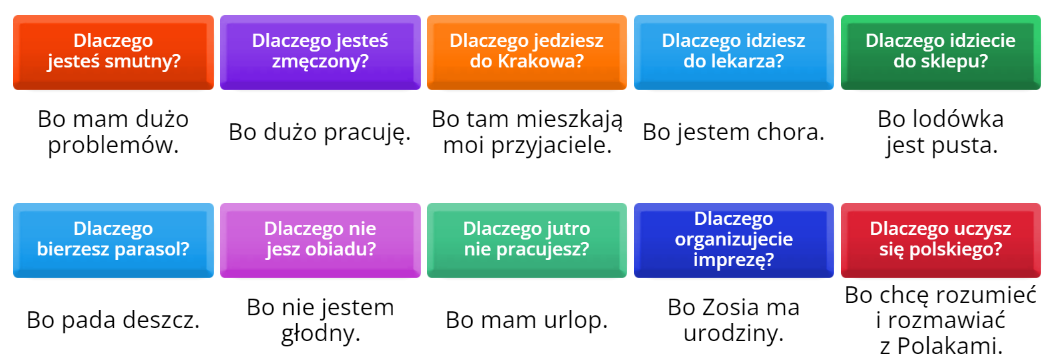 Dlaczego
jesteś smutny?
Bo mam dużo
problemów.
Dlaczego jesteś
zmęczony?
Bo dużo pracuję.
Dlaczego jedziesz
do Krakowa?
Bo tam mieszkają
moi przyjaciele.
Dlaczego idziesz
do lekarza?
Bo jestem chora.
Dlaczego idziecie
do sklepu?
Bo lodówka
jest pusta.
Dlaczego
bierzesz parasol?
Bo pada deszcz.
Dlaczego nie
jesz obiadu?
Bo nie jestem
głodny.
Dlaczego jutro
nie pracujesz?
Bo mam urlop.
Dlaczego
organizujecie
imprezę?
Bo Zosia ma
urodziny.
Dlaczego uczysz
się polskiego?
Bo chcę rozumieć
i rozmawiać
z Polakami.